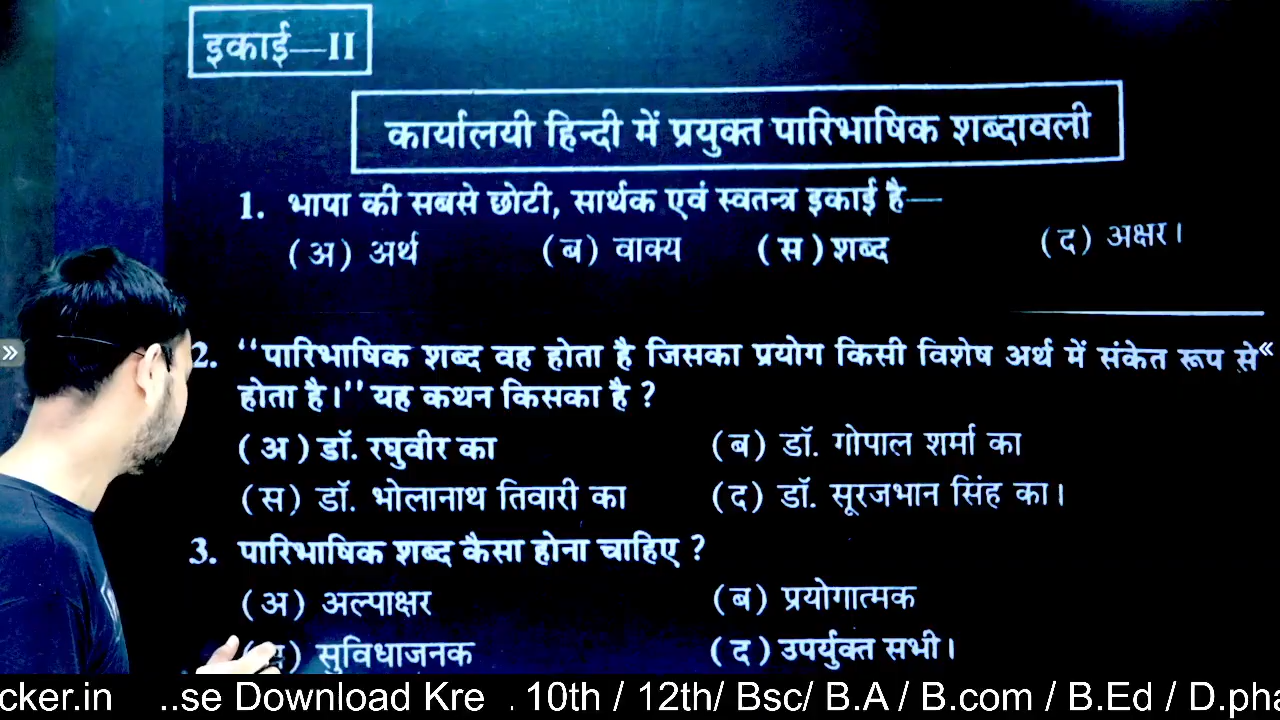 इकाई—II
कार्यालयी हिन्दी में प्रयुक्त पारिभाषिक शब्दावली
1. भाषा की सबसे छोटी, सार्थक एवं स्वतन्त्र इकाई है—
(अ) अर्थ (ब) वाक्य (स) शब्द (द) अक्षर।
2. ‘‘पारिभाषिक शब्द वह होता है जिसका प्रयोग किसी विशेष अर्थ में संकेत रूप से
होता है।’’ यह कथन किसका है ?
(अ) डॉ. रघुवीर का (ब) डॉ. गोपाल शर्मा का
(स) डॉ. भोलानाथ तिवारी का (द) डॉ. सूरजभान सिंह का।
3. पारिभाषिक शब्द कैसा होना चाहिए ?
(अ) अल्पाक्षर (ब) प्रयोगात्मक
सुविधाजनक (द) उपर्युक्त सभी।
cker.in ..se Download Kre . 10th / 12th/ Bsc/ B.A / B.com / B.Ed / D.pha